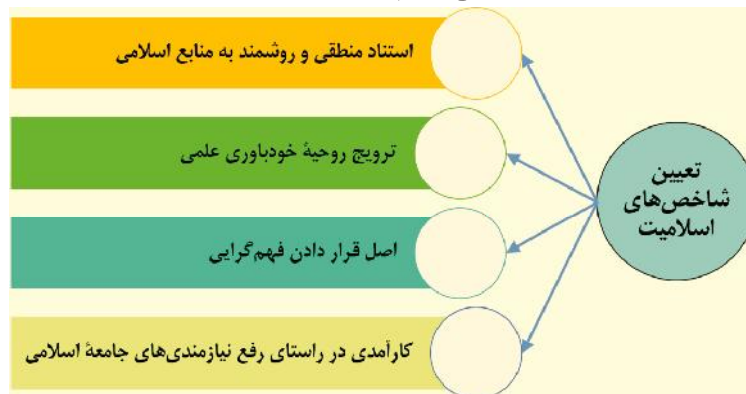 استناد منطقی و روشمند به منابع اسلامی
ترویج روحیهٔ خودباوری علمی
تعیین
شاخص‌های
اسلامیت
اصل قرار دادن فهم‌گرایی
کارآمدی در راستای رفع نیازمندی‌های جامعهٔ اسلامی